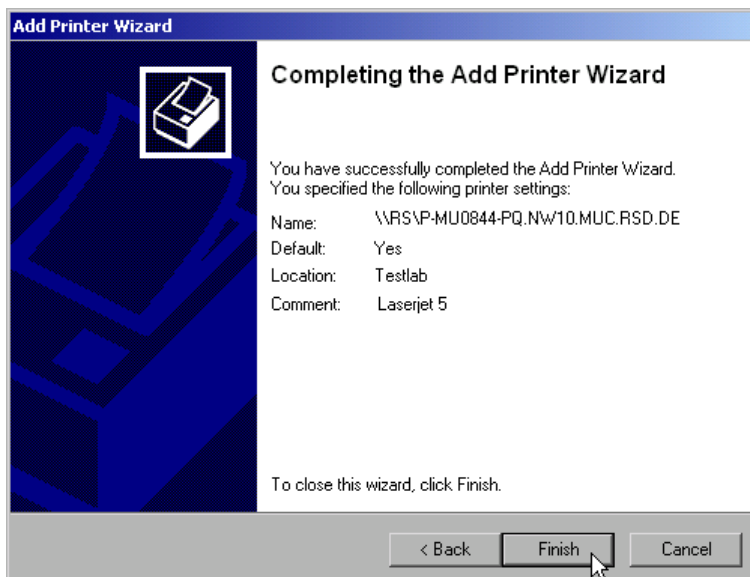 Add Printer Wizard
Completing the Add Printer Wizard
You have successfully completed the Add Printer Wizard.
You specified the following printer settings:
Name: \\RS\P-MU0844-PQ.NW10.MUC.RSD.DE
Default: Yes
Location: Testlab
Comment: Laserjet 5
To close this wizard, click Finish.
< Back Finish Cancel